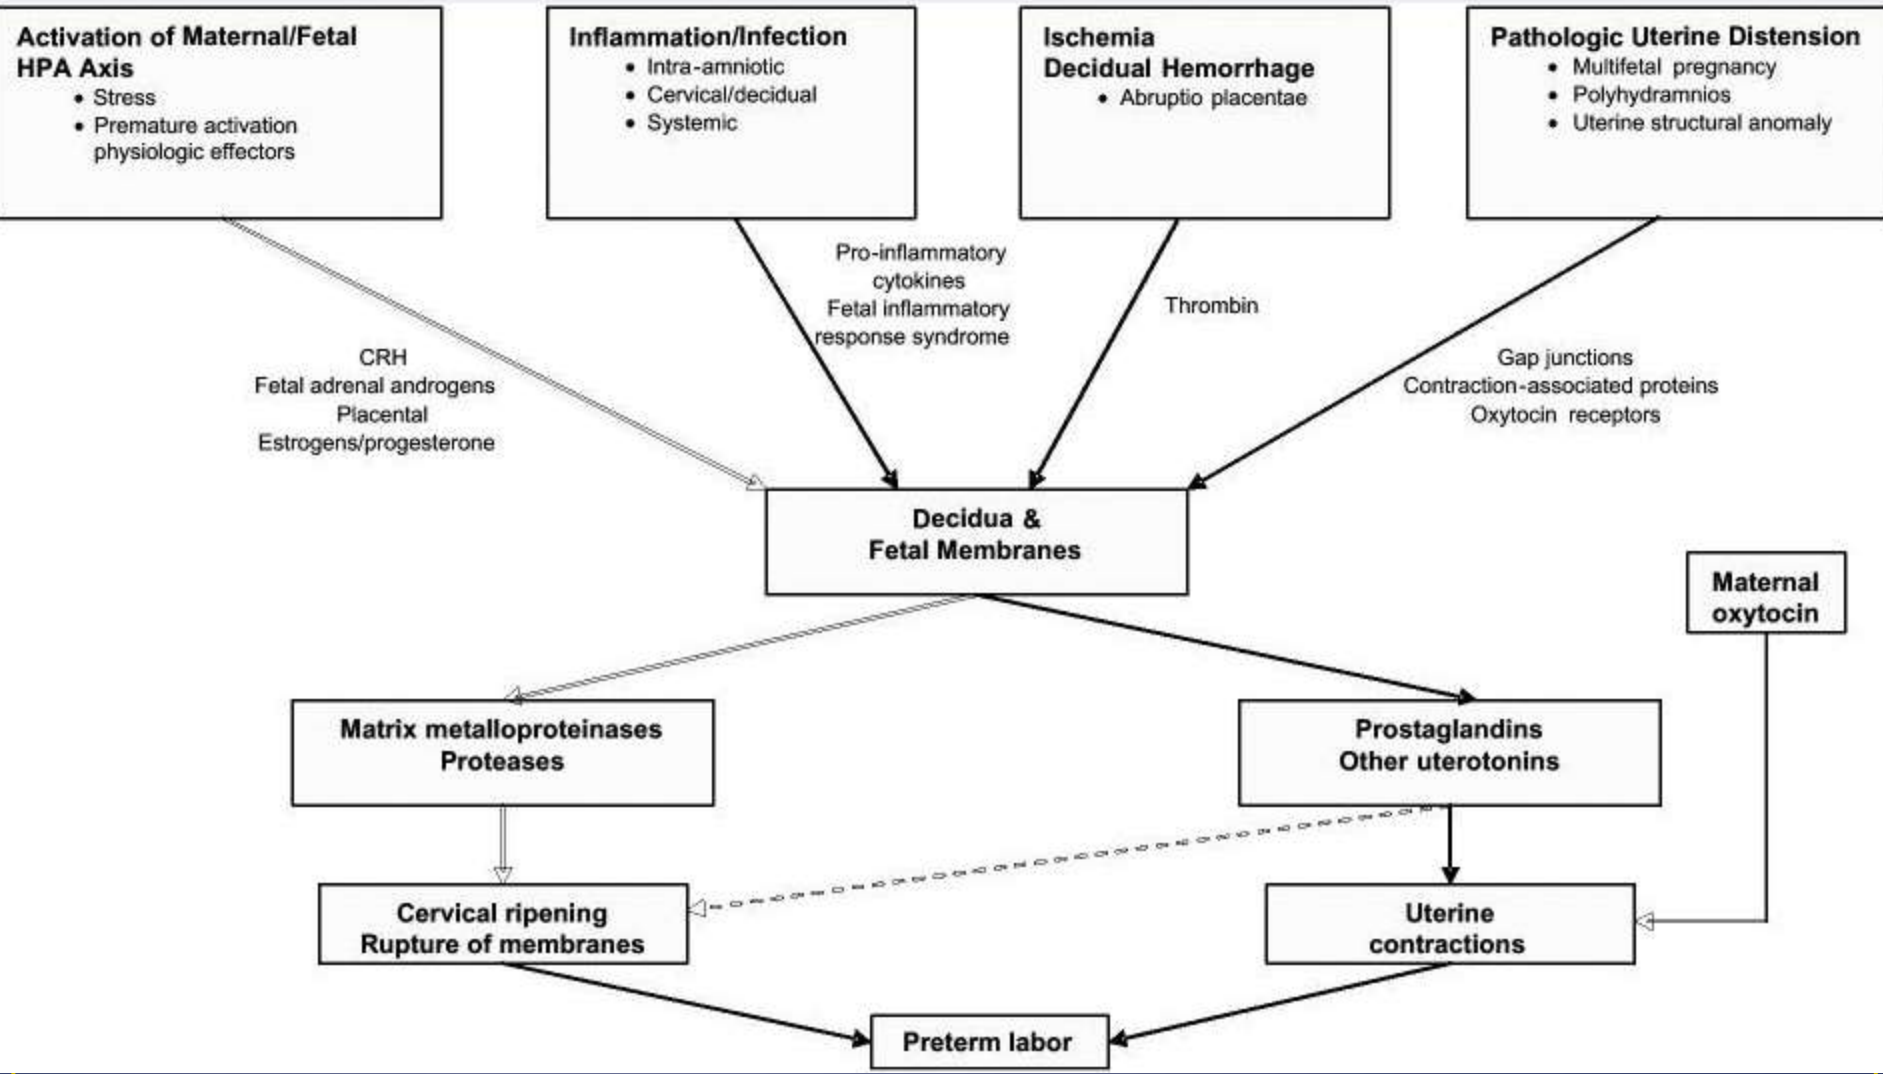 Activation of Maternal/Fetal
HPA Axis
• Stress
• Premature activation
physiologic effectors
Inflammation/Infection
• Intra-amniotic
• Cervical/decidual
• Systemic
Ischemia
Decidual Hemorrhage
• Abruptio placentae
Pathologic Uterine Distension
• Multifetal pregnancy
• Polyhydramnios
• Uterine structural anomaly
CRH
Fetal adrenal androgens
Placental
Estrogens/progesterone
Pro-inflammatory
cytokines
Fetal inflammatory
response syndrome
Thrombin
Gap junctions
Contraction-associated proteins
Oxytocin receptors
Decidua &
Fetal Membranes
Maternal
oxytocin
Matrix metalloproteinases
Proteases
Prostaglandins
Other uterotonins
Cervical ripening
Rupture of membranes
Uterine
contractions
Preterm labor